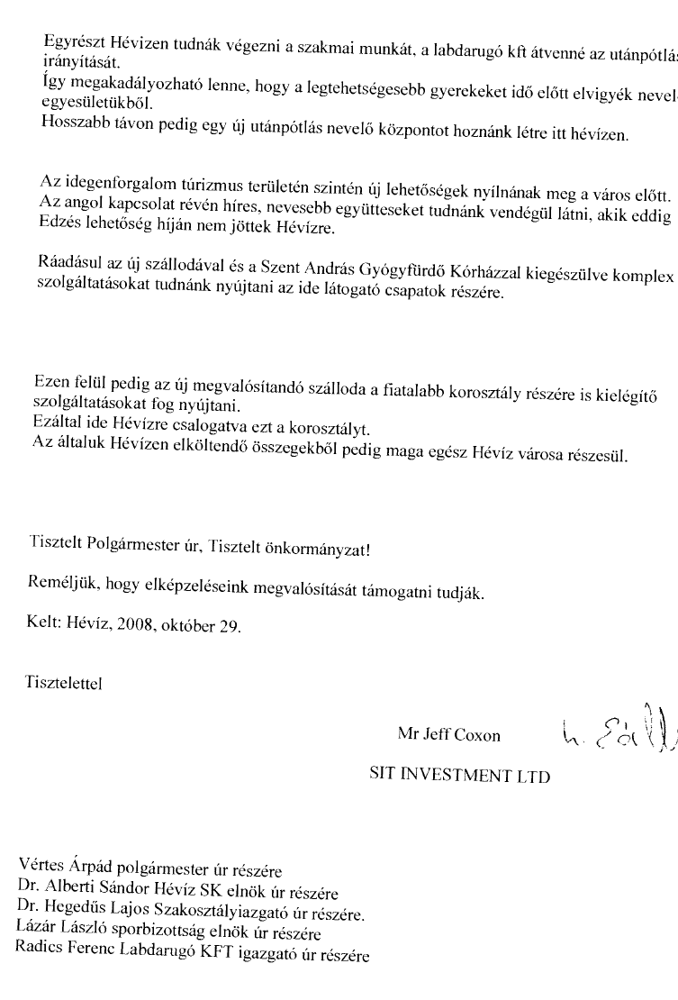 Egyrészt Hévizen tudnák végezni a szakmai munkát, a labdarugó kft átvenné az utánpótlás
irányítását.
Így megakadályozható lenne, hogy a legtehetségesebb gyerekeket idő előtt elvigyék nevel
egyesületükből.
Hosszabb távon pedig egy új utánpótlás nevelő központot hoznánk létre itt hévízen.
Az idegenforgalom túrizmus területén szintén új lehetőségek nyílnának meg a város előtt.
Az angol kapcsolat révén híres, nevesebb együtteseket tudnánk vendégül látni, akik eddig
Edzés lehetőség híján nem jöttek Hévízre.
Ráadásul az új szállodával és a Szent András Gyógyfürdő Kórházzal kiegészülve komplex
szolgáltatásokat tudnánk nyújtani az ide látogató csapatok részére.
Ezen felül pedig az új megvalósítandó szálloda a fiatalabb korosztály részére is kielégítő
szolgáltatásokat fog nyújtani.
Ezáltal ide Hévízre csalogatva ezt a korosztályt.
Az általuk Hévízen elköltendő összegekből pedig maga egész Hévíz városa részesül.
Tisztelt Polgármester úr, Tisztelt önkormányzat!
Reméljük, hogy elképzeléseink megvalósítását támogatni tudják.
Kelt: Hévíz, 2008, október 29.
Tisztelettel
Mr Jeff Coxon
SIT INVESTMENT LTD
Vértes Árpád polgármester úr részére
Dr. Alberti Sándor Hévíz SK elnök úr részére
Dr. Hegedűs Lajos Szakosztályiazgató úr részére.
Lázár László sporbizottság elnök úr részére
Radics Ferenc Labdarugó KFT igazgató úr részére